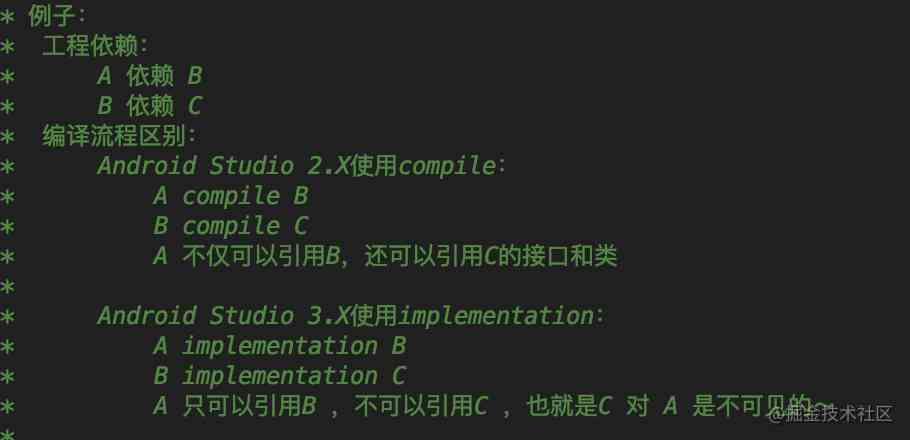 * 例子：
* 工程依赖：
* A 依赖 B
* B 依赖 C
* 编译流程区别：
* Android Studio 2.X使用compile：
* A compile B
* B compile C
* A 不仅可以引用B，还可以引用C的接口和类
*
* Android Studio 3.X使用implementation：
* A implementation B
* B implementation C
* A 只可以引用B ，不可以引用C ，也就是C 对 A 是不可见的～
*
@掘金技术社区